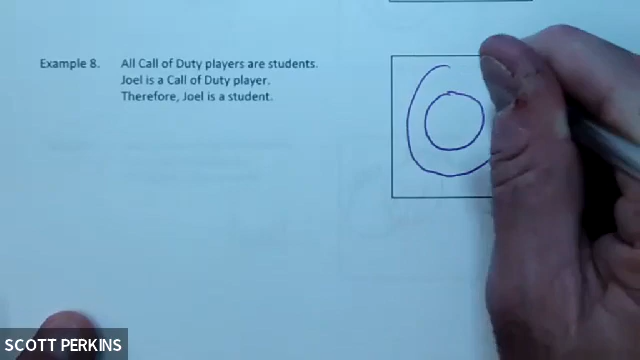 Example 8. All Call of Duty players are students.
Joel is a Call of Duty player.
Therefore, Joel is a student.
SCOTT PERKINS